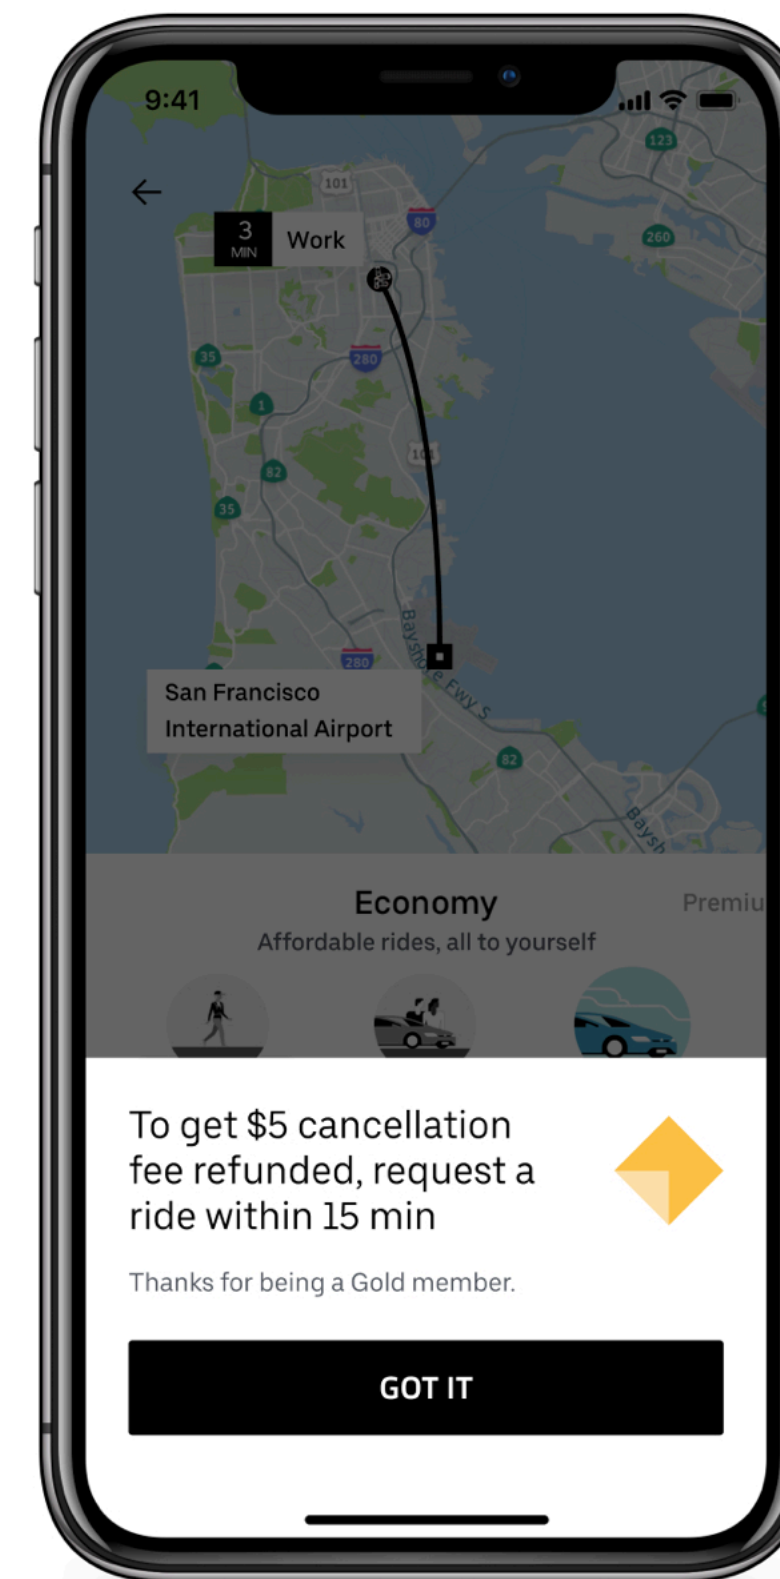 9:41
123
101
80
260
3
MIN
Work
35
280
1
101
82
35
Bayshore Fwy S
280
San Francisco
International Airport
82
Economy
Affordable rides, all to yourself
To get $5 cancellation
fee refunded, request a
ride within 15 min
Thanks for being a Gold member.
GOT IT